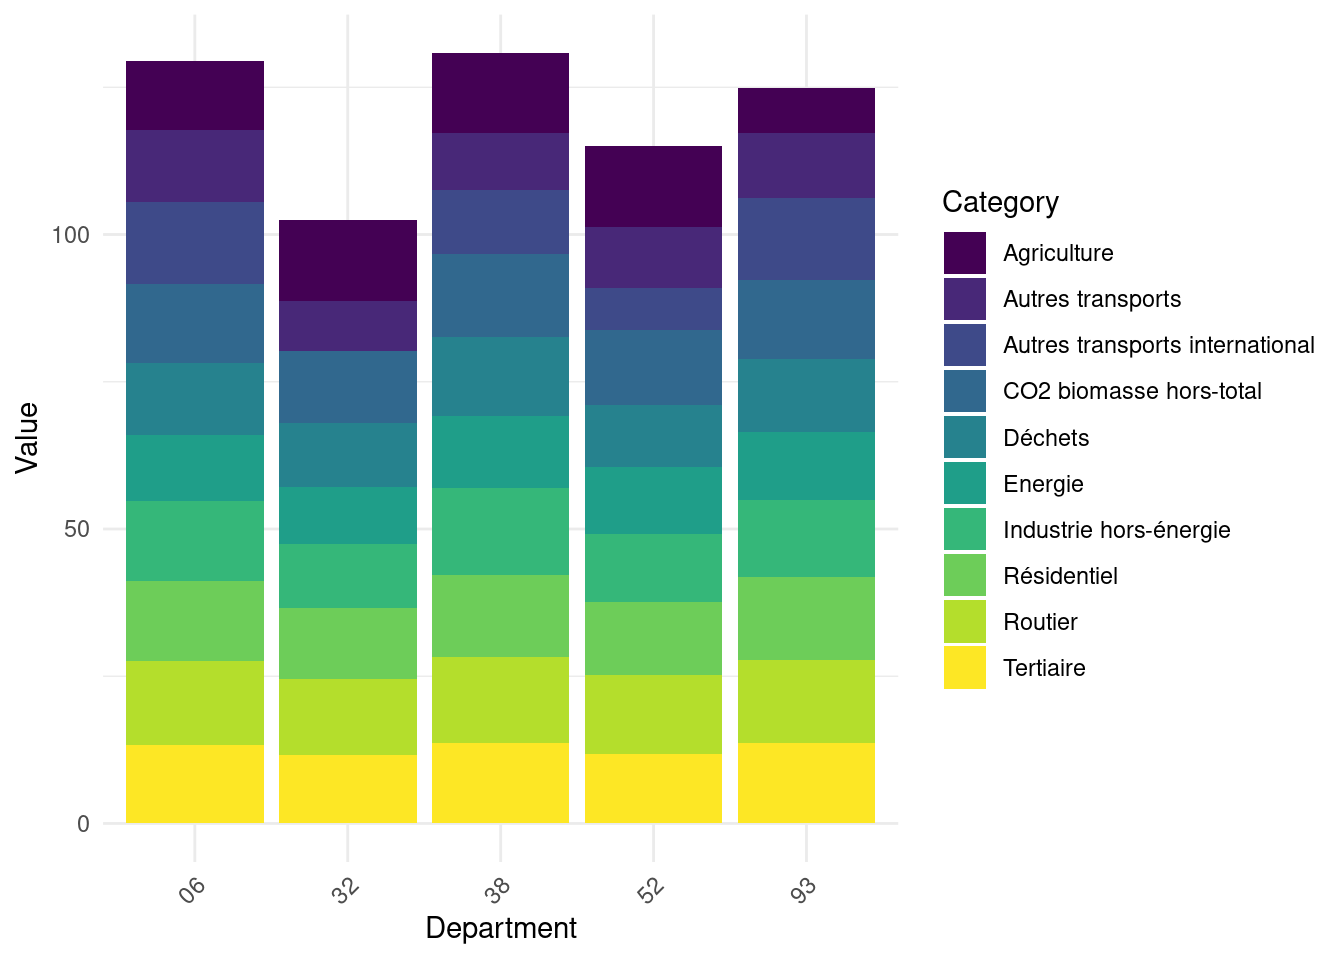 100
50
0
Value
06
32
38
52
93
Department
Category
Agriculture
Autres transports
Autres transports international
CO2 biomasse hors-total
Déchets
Energie
Industrie hors-énergie
Résidentiel
Routier
Tertiaire